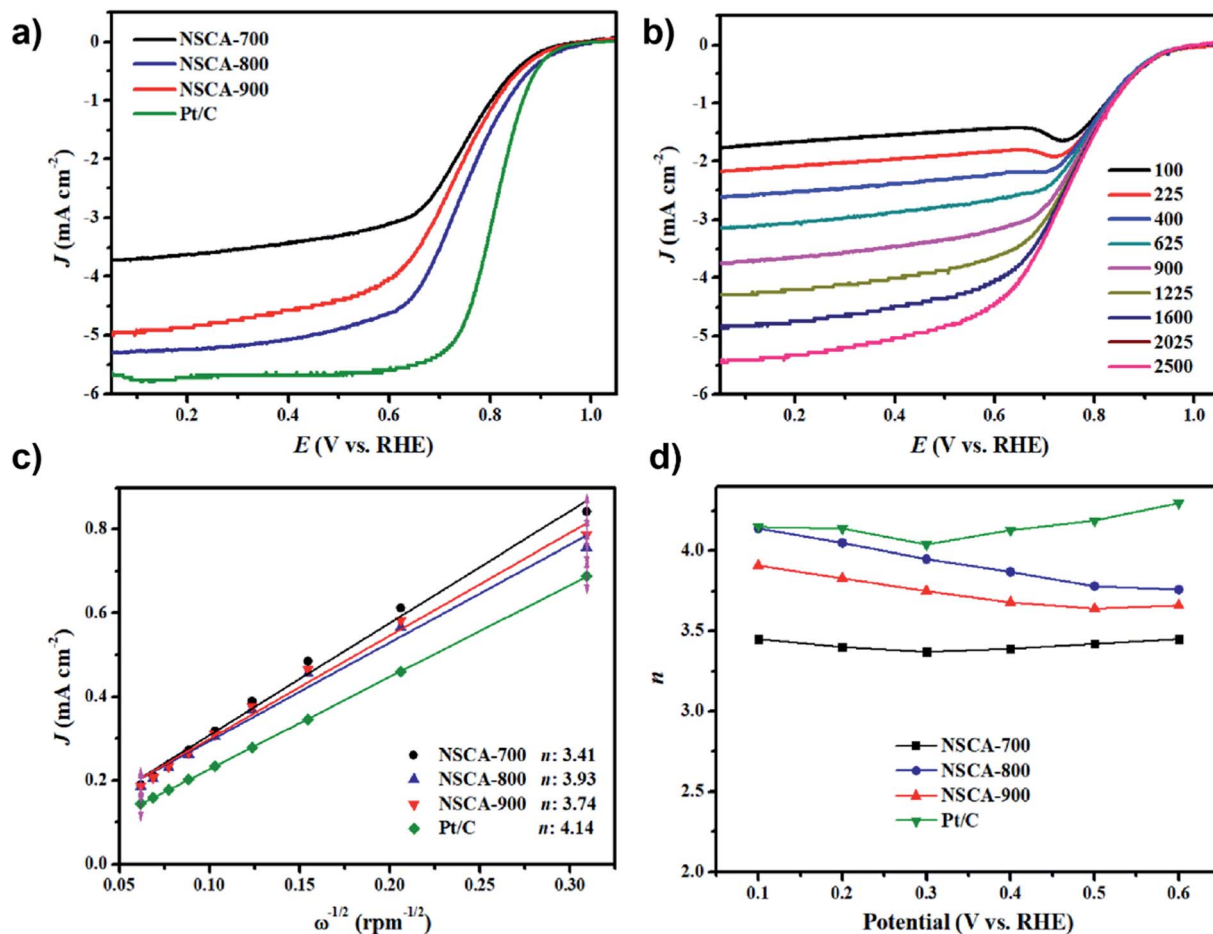 a)
0
-1
-2
-3
-4
-5
-6
J (mA cm-2)
NSCA-700
NSCA-800
NSCA-900
Pt/C
0.2
0.4
0.6
0.8
1.0
E (V vs. RHE)
b)
0
-1
-2
-3
-4
-5
-6
J (mA cm-2)
100
225
400
625
900
1225
1600
2025
2500
0.2
0.4
0.6
0.8
1.0
E (V vs. RHE)
c)
0.8
0.6
0.4
0.2
0.0
J (mA cm-2)
NSCA-700 n: 3.41
NSCA-800 n: 3.93
NSCA-900 n: 3.74
Pt/C n: 4.14
0.05
0.10
0.15
0.20
0.25
0.30
ω-1/2 (rpm-1/2)
d)
4.0
3.5
3.0
2.5
2.0
n
NSCA-700
NSCA-800
NSCA-900
Pt/C
0.1
0.2
0.3
0.4
0.5
0.6
Potential (V vs. RHE)